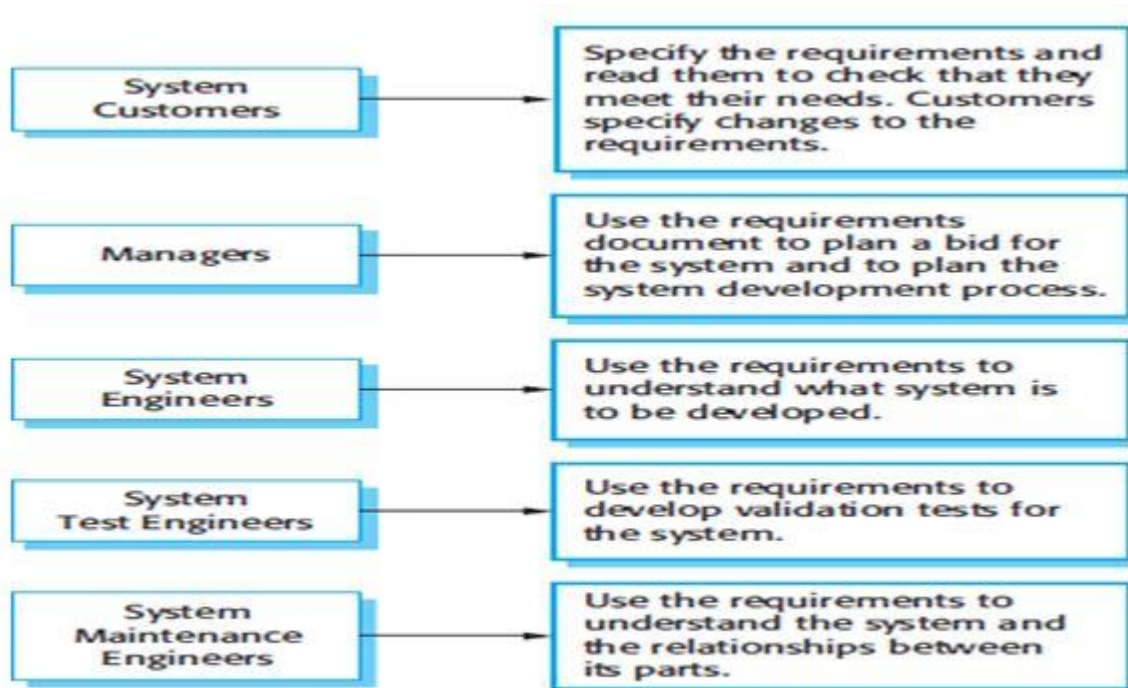 System
Customers
Specify the requirements and
read them to check that they
meet their needs. Customers
specify changes to the
requirements.
Managers
Use the requirements
document to plan a bid for
the system and to plan the
system development process.
System
Engineers
Use the requirements to
understand what system is
to be developed.
System
Test Engineers
Use the requirements to
develop validation tests for
the system.
System
Maintenance
Engineers
Use the requirements to
understand the system and
the relationships between
its parts.